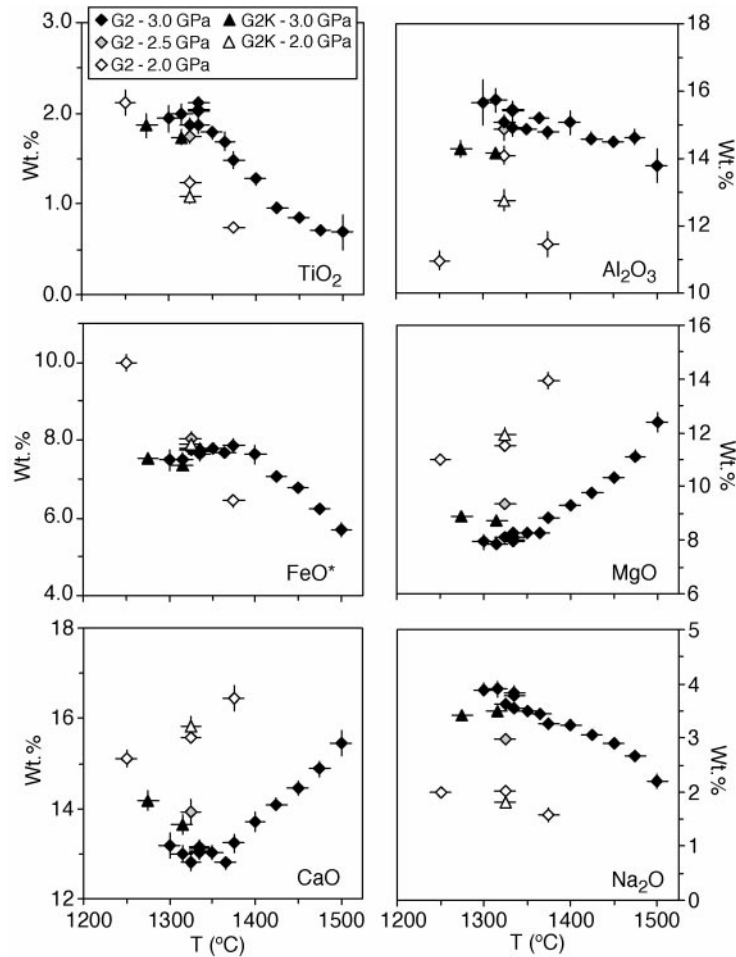 ◆ G2 - 3.0 GPa ▲ G2K - 3.0 GPa
◈ G2 - 2.5 GPa △ G2K - 2.0 GPa
◇ G2 - 2.0 GPa
3.0
2.0
1.0
0.0
Wt.%
TiO2
18
16
14
12
10
Wt.%
Al2O3
10.0
8.0
6.0
4.0
Wt.%
FeO*
16
14
12
10
8
6
Wt.%
MgO
18
16
14
12
Wt.%
CaO
1200 1300 1400 1500
T (°C)
6
5
4
3
2
1
0
Wt.%
Na2O
1200 1300 1400 1500
T (°C)